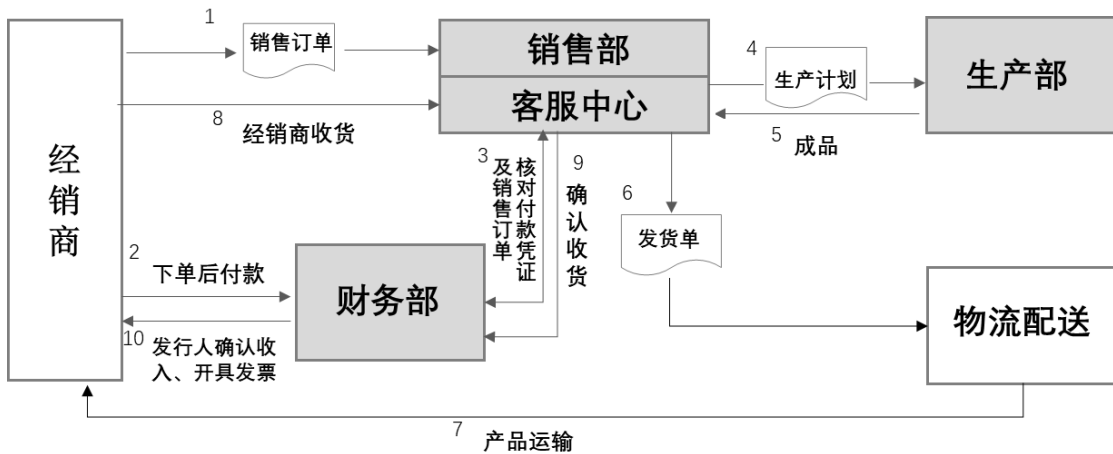 1
销售订单
销售部
客服中心
4
生产计划
生产部
8
经销商收货
5
成品
经销商
3
核对付款凭证
及销售订单
9
确认收货
6
发货单
2
下单后付款
财务部
物流配送
10
发行人确认收
入、开具发票
7
产品运输